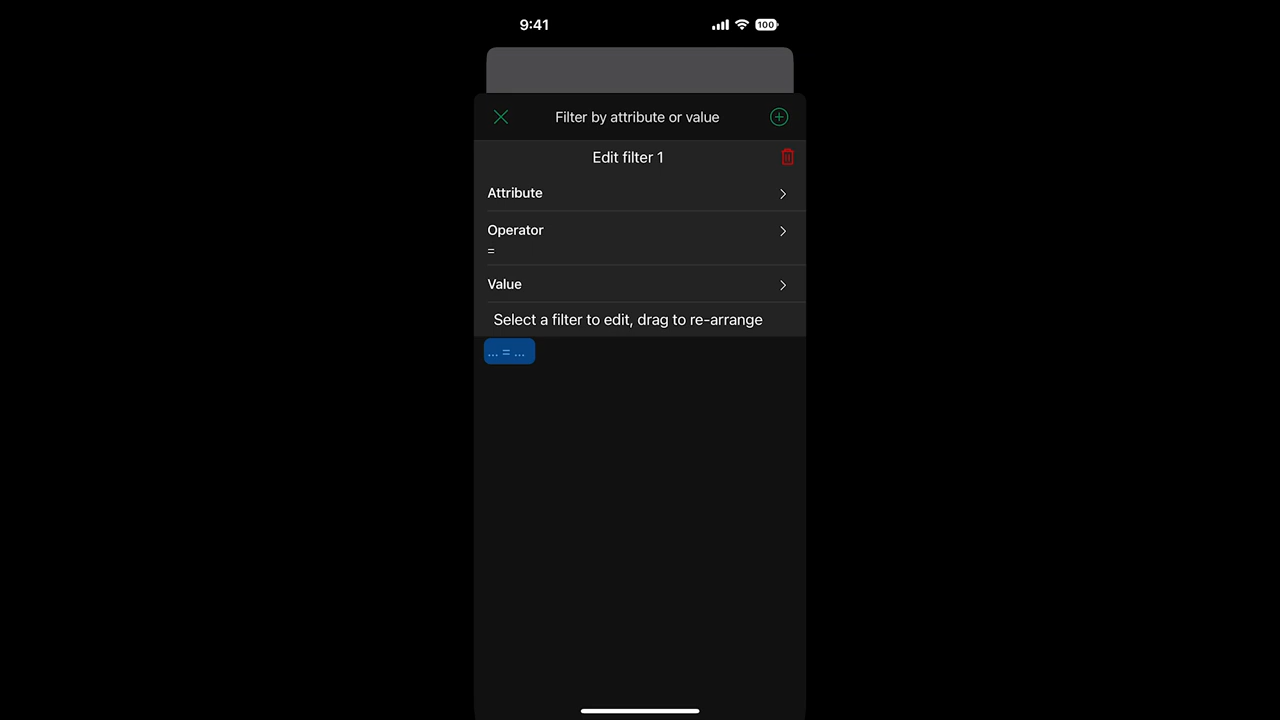 9:41
100
Filter by attribute or value
Edit filter 1
Attribute
Operator
=
Value
Select a filter to edit, drag to re-arrange
... = ...